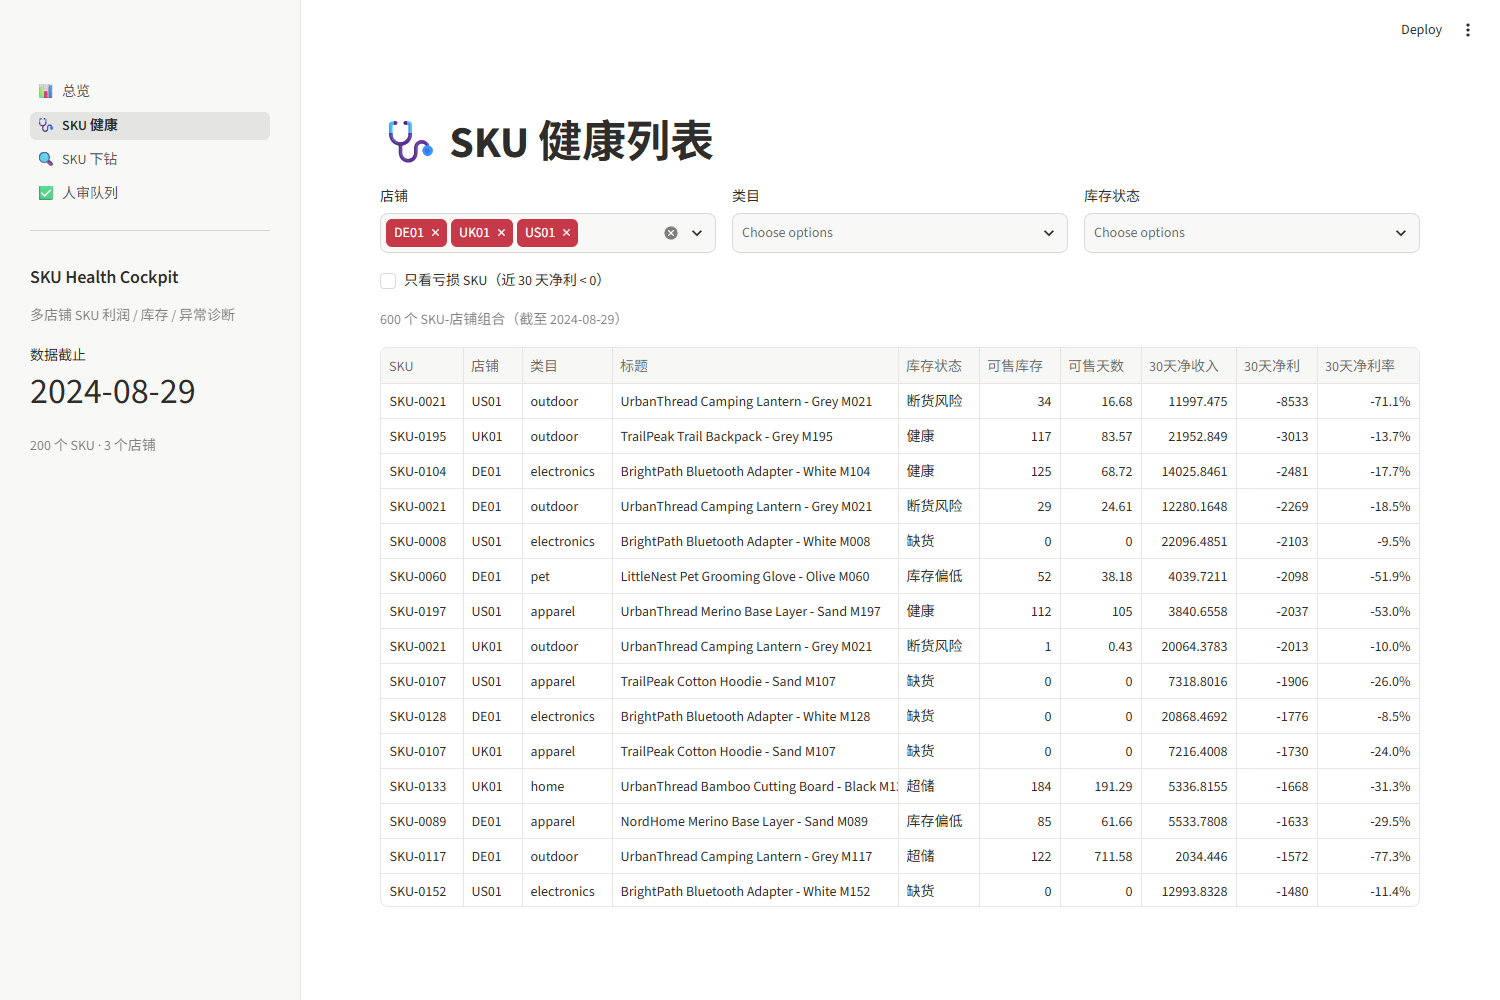 Deploy
总览
SKU 健康
SKU 下钻
人审队列
SKU Health Cockpit
多店铺 SKU 利润 / 库存 / 异常诊断
数据截止
2024-08-29
200 个 SKU · 3 个店铺
SKU 健康列表
店铺 类目 库存状态
DE01 × UK01 × US01 × Choose options Choose options
只看亏损 SKU（近 30 天净利 < 0）
600 个 SKU-店铺组合（截至 2024-08-29）
SKU 店铺 类目 标题 库存状态 可售库存 可售天数 30天净收入 30天净利 30天净利率
SKU-0021 US01 outdoor UrbanThread Camping Lantern - Grey M021 断货风险 34 16.68 11997.475 -8533 -71.1%
SKU-0195 UK01 outdoor TrailPeak Trail Backpack - Grey M195 健康 117 83.57 21952.849 -3013 -13.7%
SKU-0104 DE01 electronics BrightPath Bluetooth Adapter - White M104 健康 125 68.72 14025.8461 -2481 -17.7%
SKU-0021 DE01 outdoor UrbanThread Camping Lantern - Grey M021 断货风险 29 24.61 12280.1648 -2269 -18.5%
SKU-0008 US01 electronics BrightPath Bluetooth Adapter - White M008 缺货 0 0 22096.4851 -2103 -9.5%
SKU-0060 DE01 pet LittleNest Pet Grooming Glove - Olive M060 库存偏低 52 38.18 4039.7211 -2098 -51.9%
SKU-0197 US01 apparel UrbanThread Merino Base Layer - Sand M197 健康 112 105 3840.6558 -2037 -53.0%
SKU-0021 UK01 outdoor UrbanThread Camping Lantern - Grey M021 断货风险 1 0.43 20064.3783 -2013 -10.0%
SKU-0107 US01 apparel TrailPeak Cotton Hoodie - Sand M107 缺货 0 0 7318.8016 -1906 -26.0%
SKU-0128 DE01 electronics BrightPath Bluetooth Adapter - White M128 缺货 0 0 20868.4692 -1776 -8.5%
SKU-0107 UK01 apparel TrailPeak Cotton Hoodie - Sand M107 缺货 0 0 7216.4008 -1730 -24.0%
SKU-0133 UK01 home UrbanThread Bamboo Cutting Board - Black 超储 184 191.29 5336.8155 -1668 -31.3%
SKU-0089 DE01 apparel NordHome Merino Base Layer - Sand M089 库存偏低 85 61.66 5533.7808 -1633 -29.5%
SKU-0117 DE01 outdoor UrbanThread Camping Lantern - Grey M117 超储 122 711.58 2034.446 -1572 -77.3%
SKU-0152 US01 electronics BrightPath Bluetooth Adapter - White M152 缺货 0 0 12993.8328 -1480 -11.4%